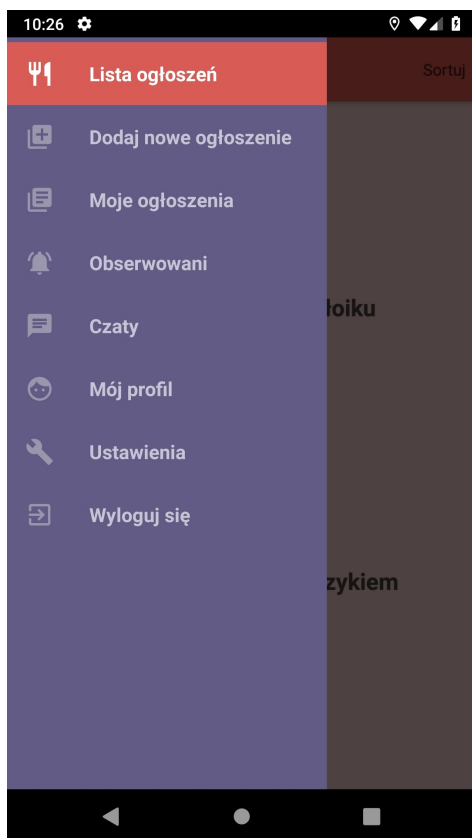 10:26
Lista ogłoszeń
Sortuj
Dodaj nowe ogłoszenie
Moje ogłoszenia
Obserwowani
łoiku
Czaty
Mój profil
Ustawienia
Wyloguj się
zykiem